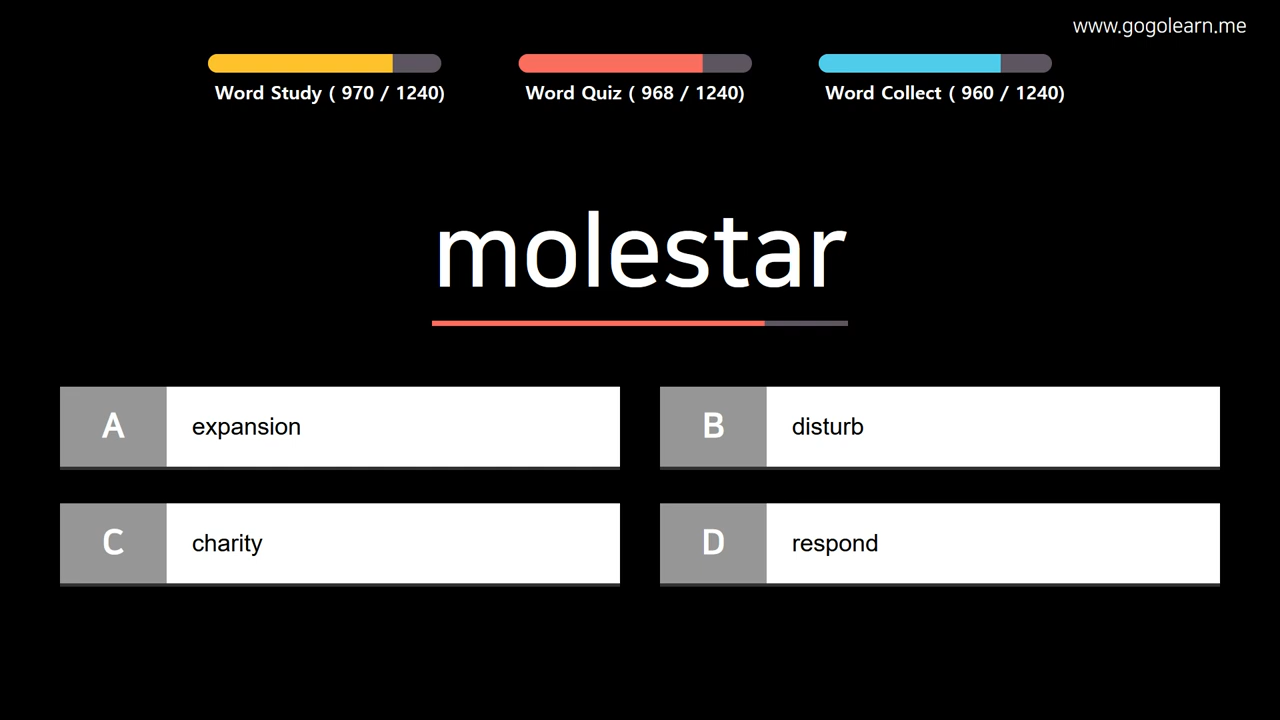 www.gogolearn.me
Word Study ( 970 / 1240)
Word Quiz ( 968 / 1240)
Word Collect ( 960 / 1240)
molestar
A expansion
B disturb
C charity
D respond